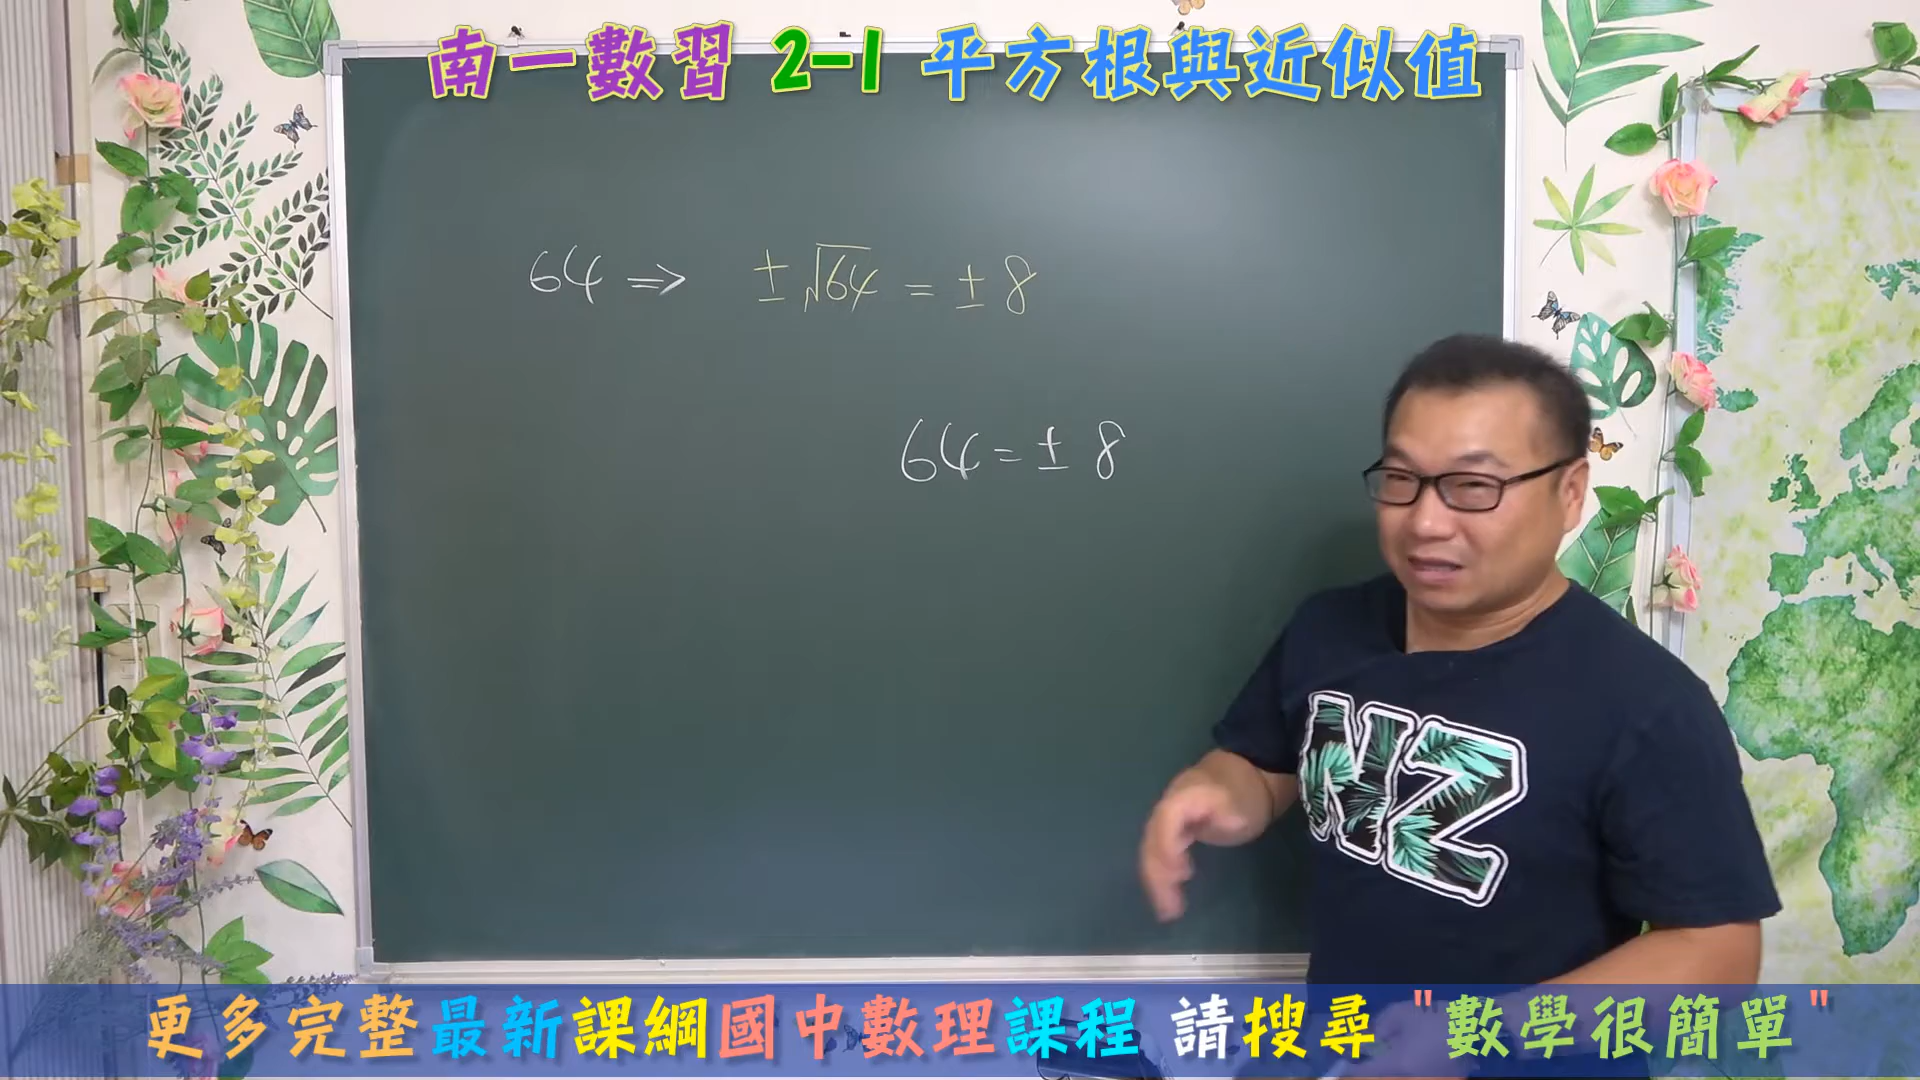 南一數習 2-1 平方根與近似值
64 ⇒ ±√64 = ±8
64 = ± 8
NZ
更多完整最新課綱國中數理課程 請搜尋 "數學很簡單"